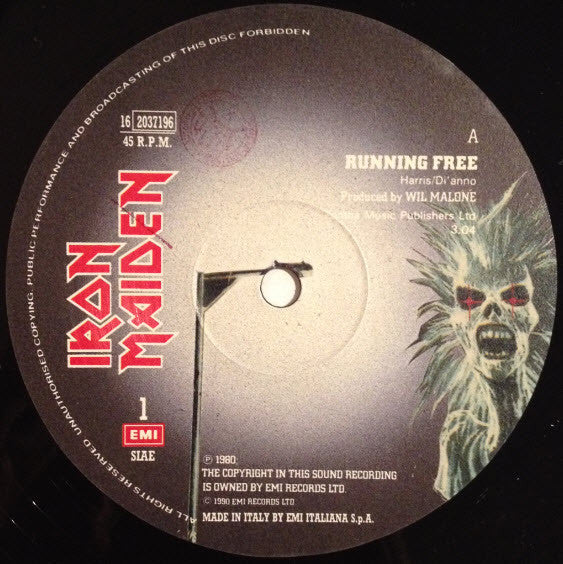 ALL RIGHTS RESERVED UNAUTHORISED COPYING, PUBLIC PERFORMANCE AND BROADCASTING OF THIS DISC FORBIDDEN
16 2037196
45 R.P.M.
IRON
MAIDEN
1
EMI
SIAE
A
RUNNING FREE
Harris/Di'anno
Produced by WIL MALONE
Music Publishers Ltd
3.04
℗ 1980,
THE COPYRIGHT IN THIS SOUND RECORDING
IS OWNED BY EMI RECORDS LTD.
© 1990 EMI RECORDS LTD
MADE IN ITALY BY EMI ITALIANA S.p.A.